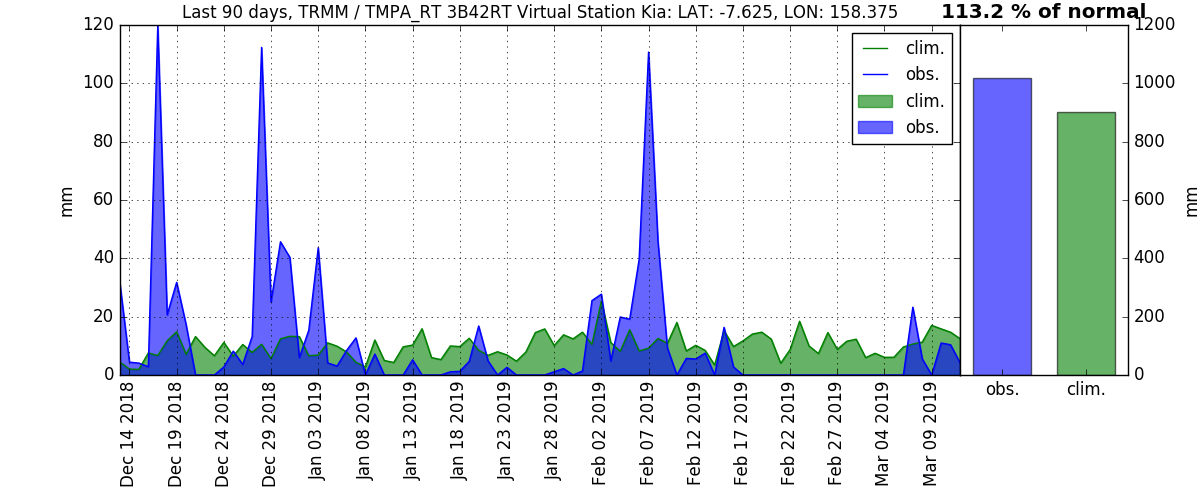 Last 90 days, TRMM / TMPA_RT 3B42RT Virtual Station Kia: LAT: -7.625, LON: 158.375
113.2 % of normal
120
100
80
60
40
20
0
mm
clim.
obs.
clim.
obs.
Dec 14 2018
Dec 19 2018
Dec 24 2018
Dec 29 2018
Jan 03 2019
Jan 08 2019
Jan 13 2019
Jan 18 2019
Jan 23 2019
Jan 28 2019
Feb 02 2019
Feb 07 2019
Feb 12 2019
Feb 17 2019
Feb 22 2019
Feb 27 2019
Mar 04 2019
Mar 09 2019
1200
1000
800
600
400
200
0
mm
obs.
clim.